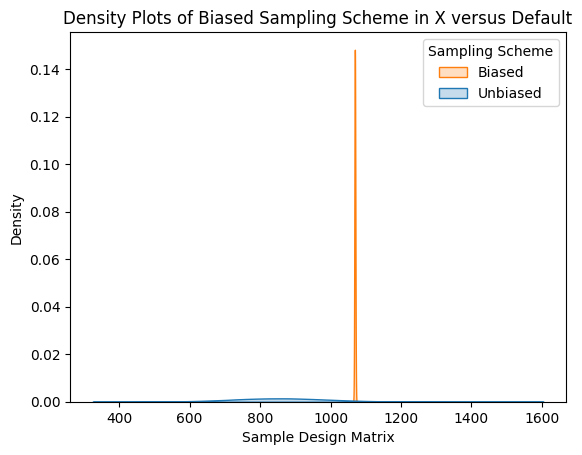 Density Plots of Biased Sampling Scheme in X versus Default
Sampling Scheme
Biased
Unbiased
Density
0.14
0.12
0.10
0.08
0.06
0.04
0.02
0.00
400 600 800 1000 1200 1400 1600
Sample Design Matrix